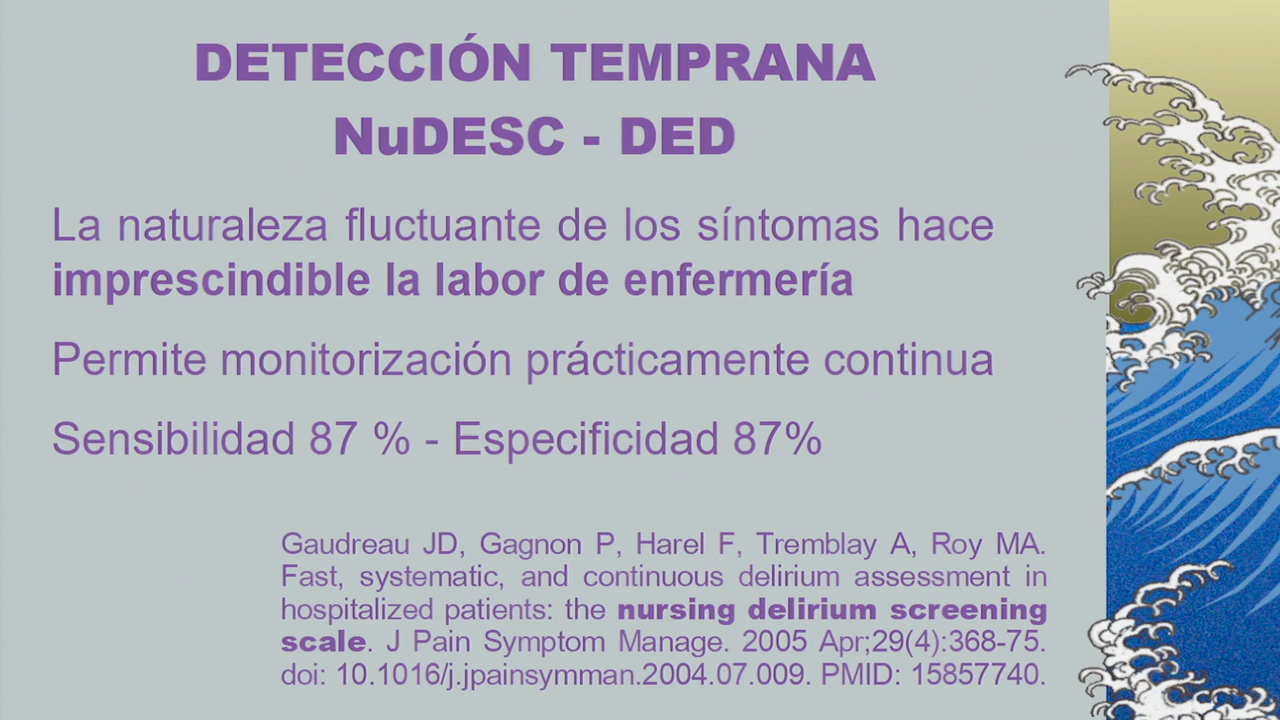 DETECCIÓN TEMPRANA
NuDESC - DED
La naturaleza fluctuante de los síntomas hace
imprescindible la labor de enfermería
Permite monitorización prácticamente continua
Sensibilidad 87 % - Especificidad 87%
Gaudreau JD, Gagnon P, Harel F, Tremblay A, Roy MA.
Fast, systematic, and continuous delirium assessment in
hospitalized patients: the nursing delirium screening
scale. J Pain Symptom Manage. 2005 Apr;29(4):368-75.
doi: 10.1016/j.jpainsymman.2004.07.009. PMID: 15857740.